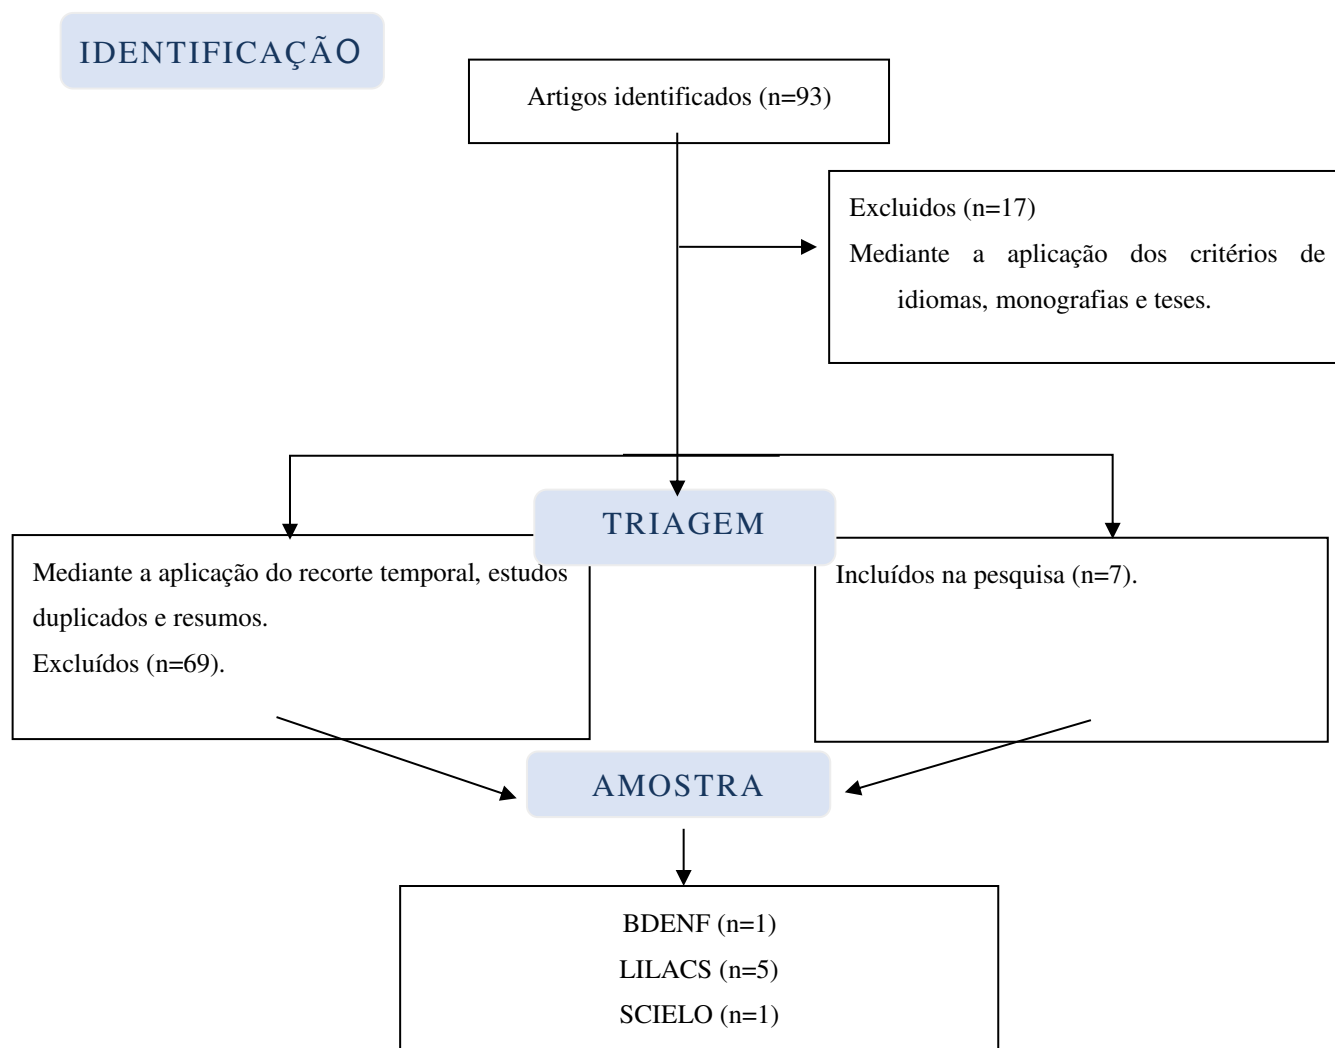 IDENTIFICAÇÃO
Artigos identificados (n=93)
Excluidos (n=17)
Mediante a aplicação dos critérios de
idiomas, monografias e teses.
TRIAGEM
Mediante a aplicação do recorte temporal, estudos
duplicados e resumos.
Excluídos (n=69).
Incluídos na pesquisa (n=7).
AMOSTRA
BDENF (n=1)
LILACS (n=5)
SCIELO (n=1)